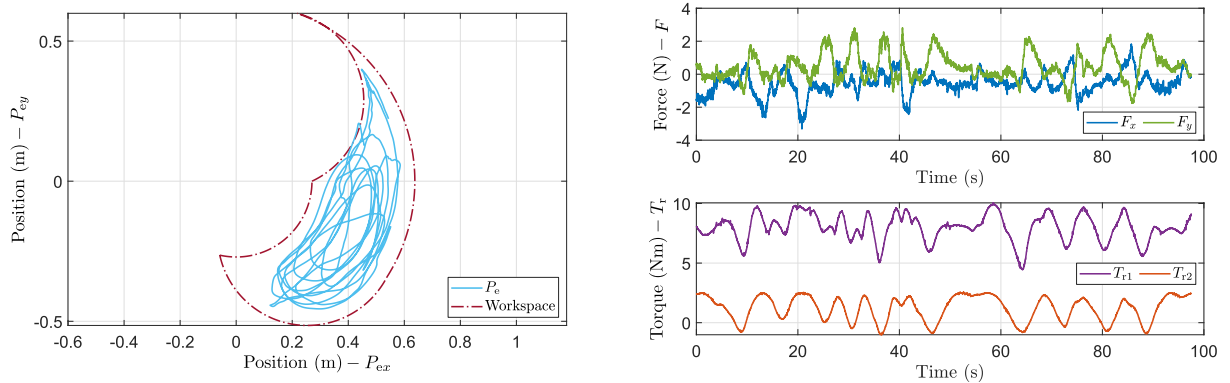 0.5
0
-0.5
-0.6
-0.4
-0.2
0
0.2
0.4
0.6
0.8
1
Position (m) − P_ey
Position (m) − P_ex
P_e
Workspace
4
2
0
-2
-4
0
20
40
60
80
100
Force (N) − F
Time (s)
F_x
F_y
10
5
0
0
20
40
60
80
100
Torque (Nm) − T_r
Time (s)
T_r1
T_r2